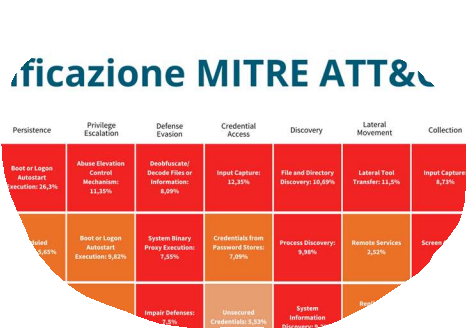 MITRE ATT&
Persistence
Privilege
Escalation
Defense
Evasion
Credential
Access
Discovery
Lateral
Movement
Collection
Boot or Logon
Autostart
Execution: 26,3%
Abuse Elevation
Control
Mechanism:
11,35%
Deobfuscate/
Decode Files or
Information:
8,09%
Input Capture:
12,35%
File and Directory
Discovery: 10,69%
Lateral Tool
Transfer: 11,5%
Input Capture:
8,73%
Boot or Logon
Autostart
Execution: 9,82%
System Binary
Proxy Execution:
7,55%
Credentials from
Password Stores:
7,09%
Process Discovery:
9,98%
Remote Services
2,52%
Screen
Impair Defenses:
7,5%
Unsecured
Credentials: 5,53%
System
Information
Discovery: